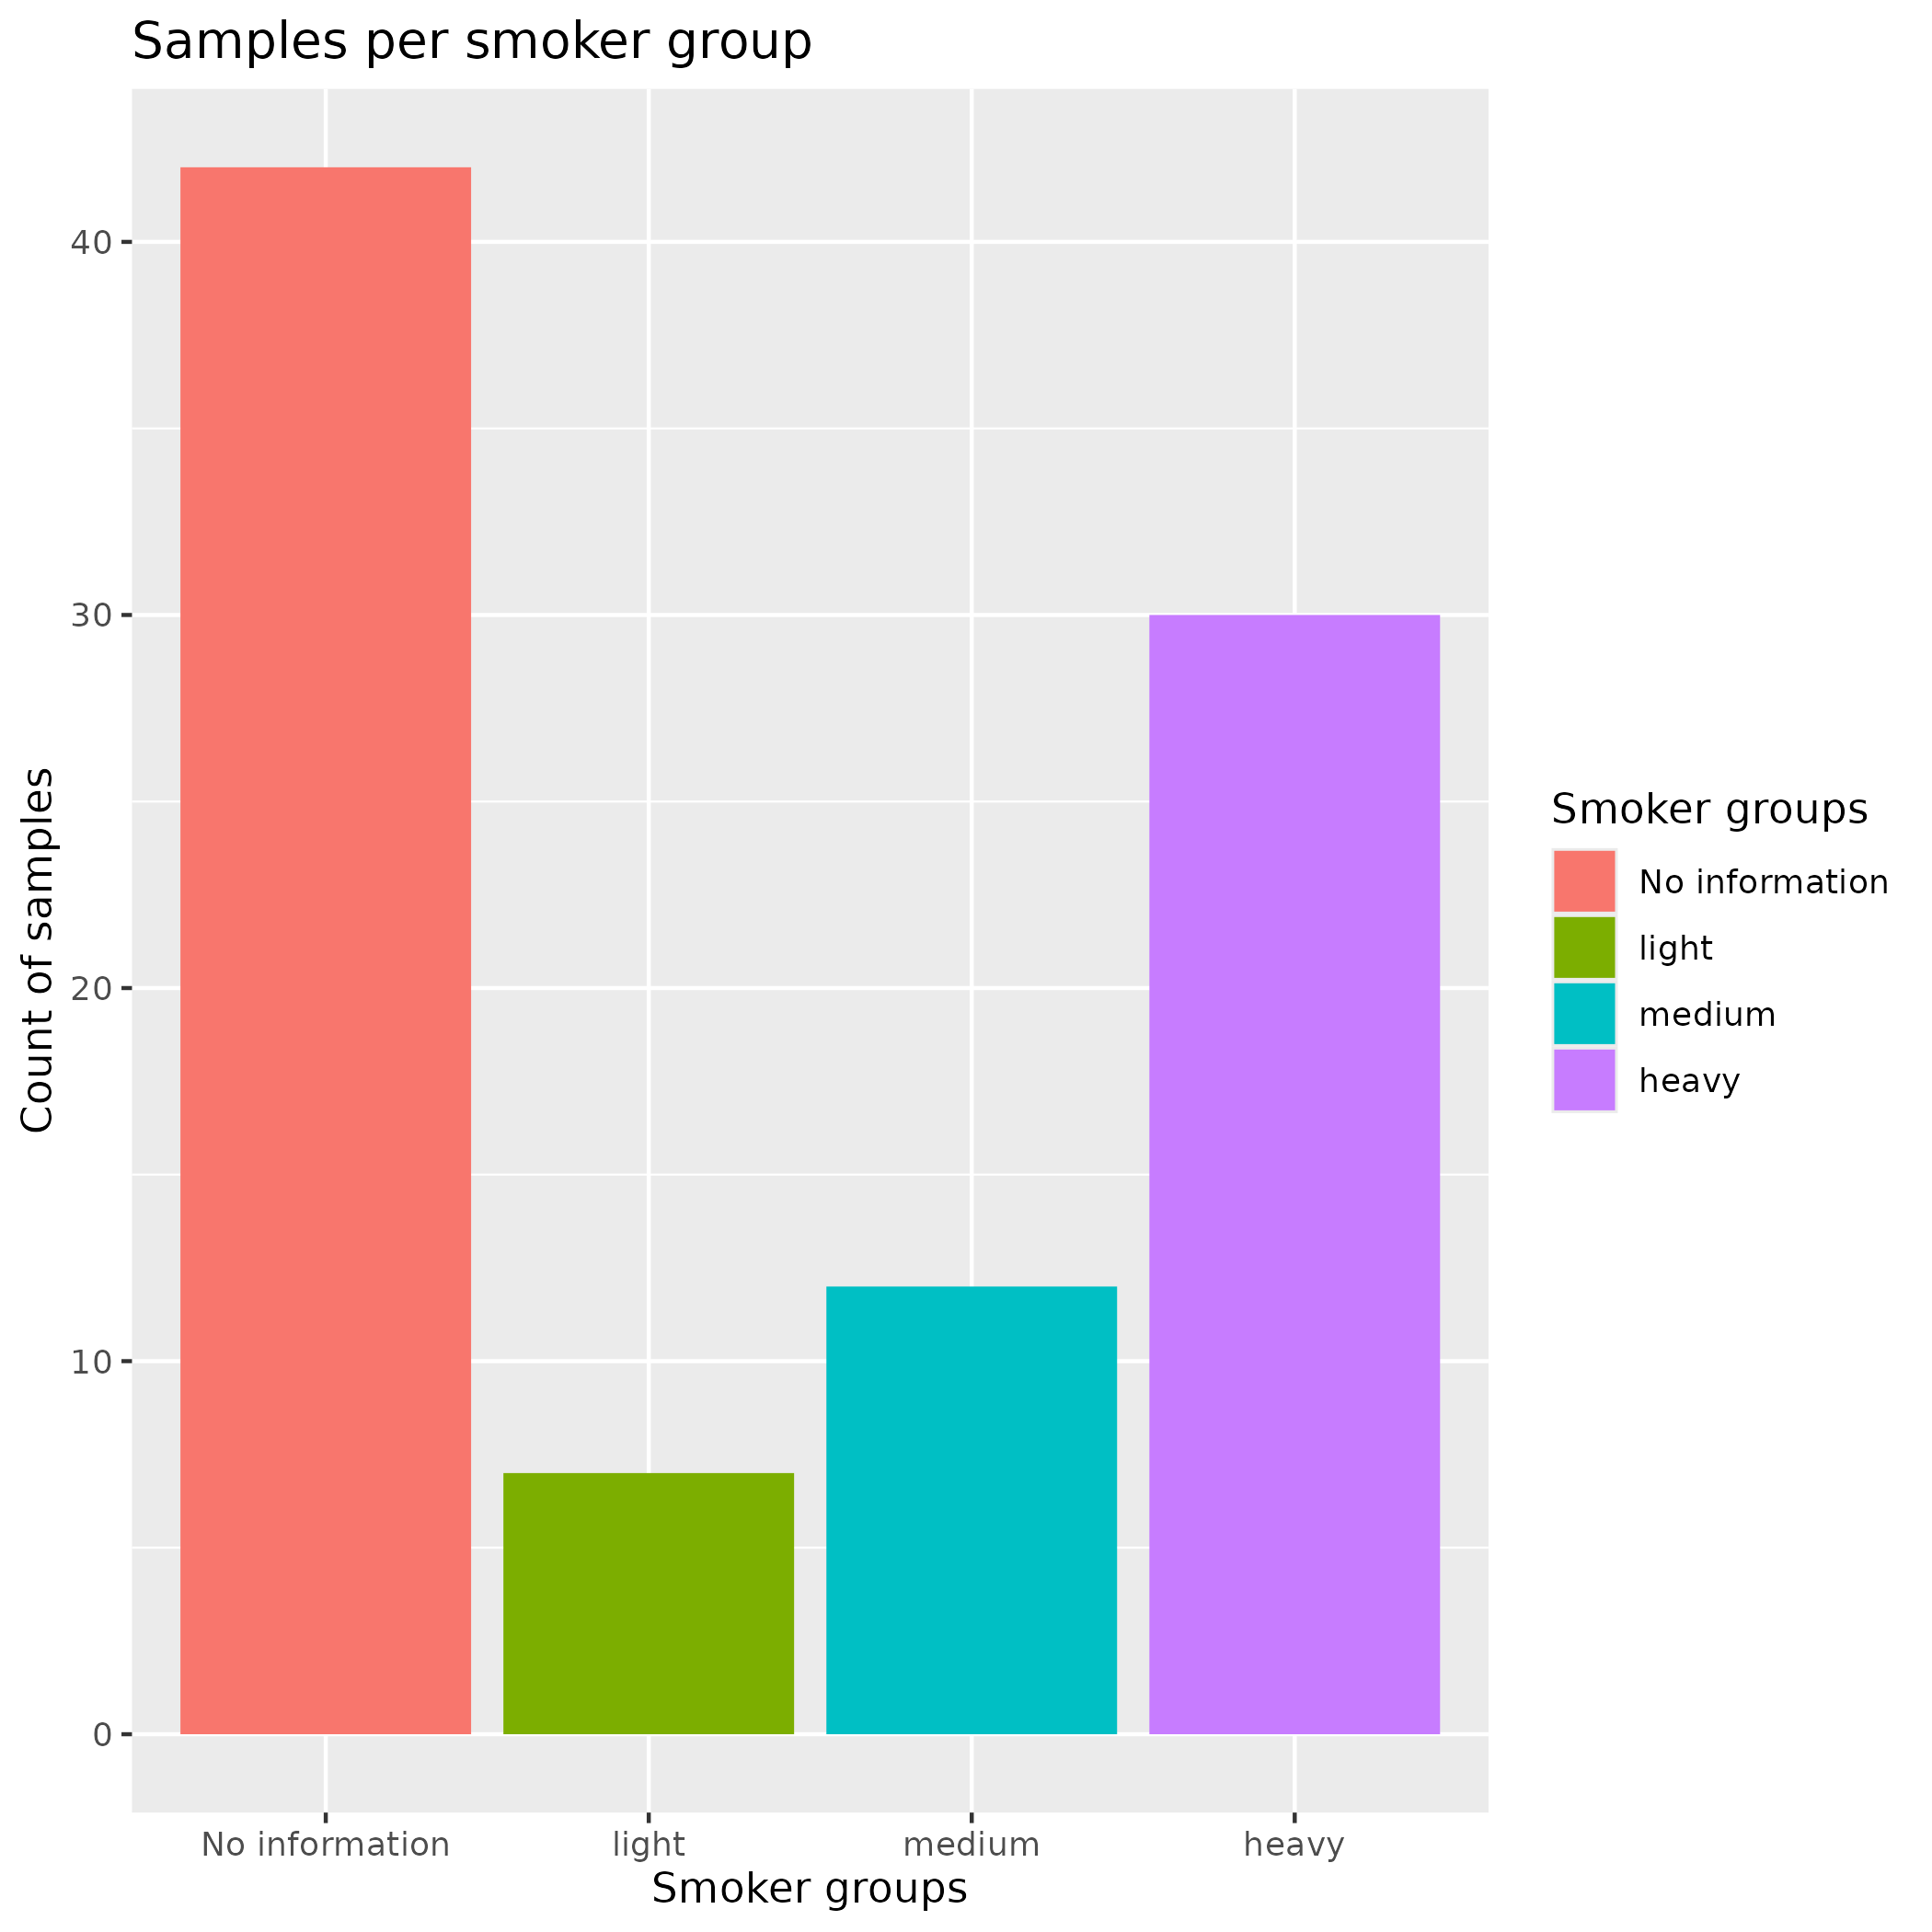 Samples per smoker group
Count of samples
40
30
20
10
0
No information
light
medium
heavy
Smoker groups
Smoker groups
No information
light
medium
heavy